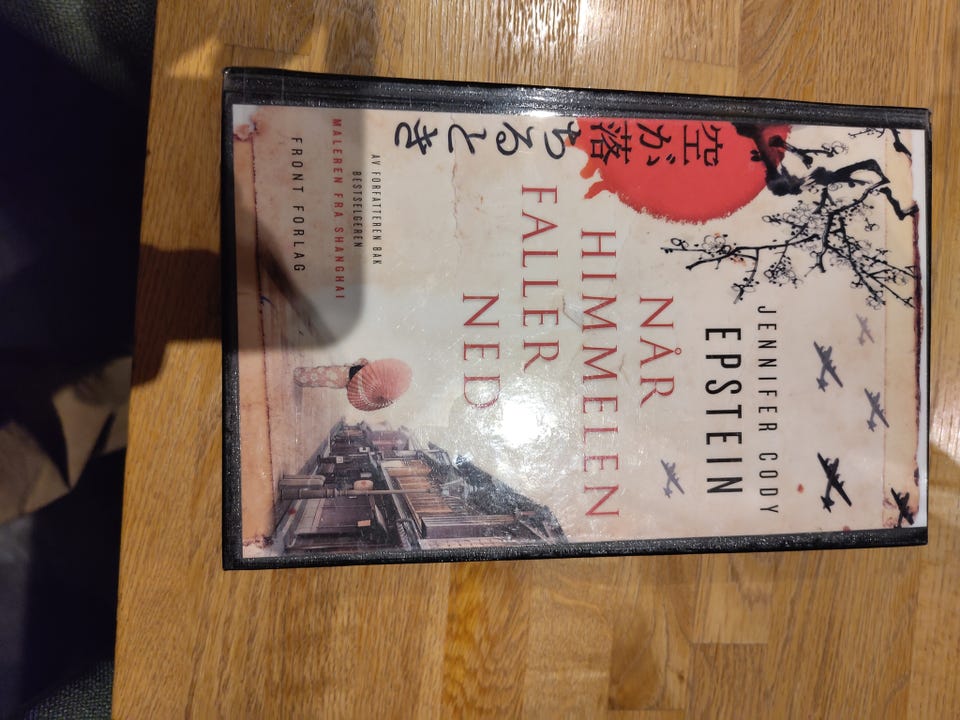 JENNIFER CODY
EPSTEIN
空が落
ちるとき
NÅR
HIMMELEN
FALLER
NED
AV FORFATTEREN BAK
BESTSELGEREN
MALEREN FRA SHANGHAI
FRONT FORLAG